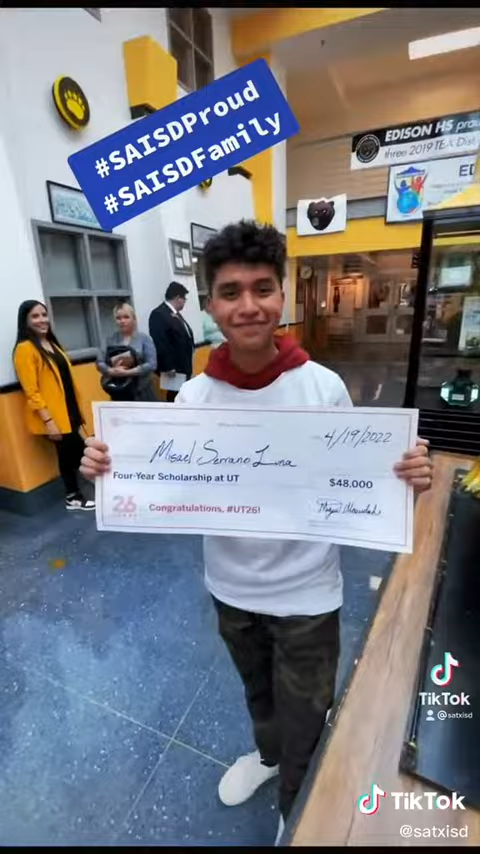 #SAISDProud
#SAISDFamily
EDISON HS
three 2019 TEA
4/19/2022
Misael Serrano Luna
Four-Year Scholarship at UT
$48,000
26
Congratulations, #UT26!
TikTok
@satxisd
TikTok
@satxisd